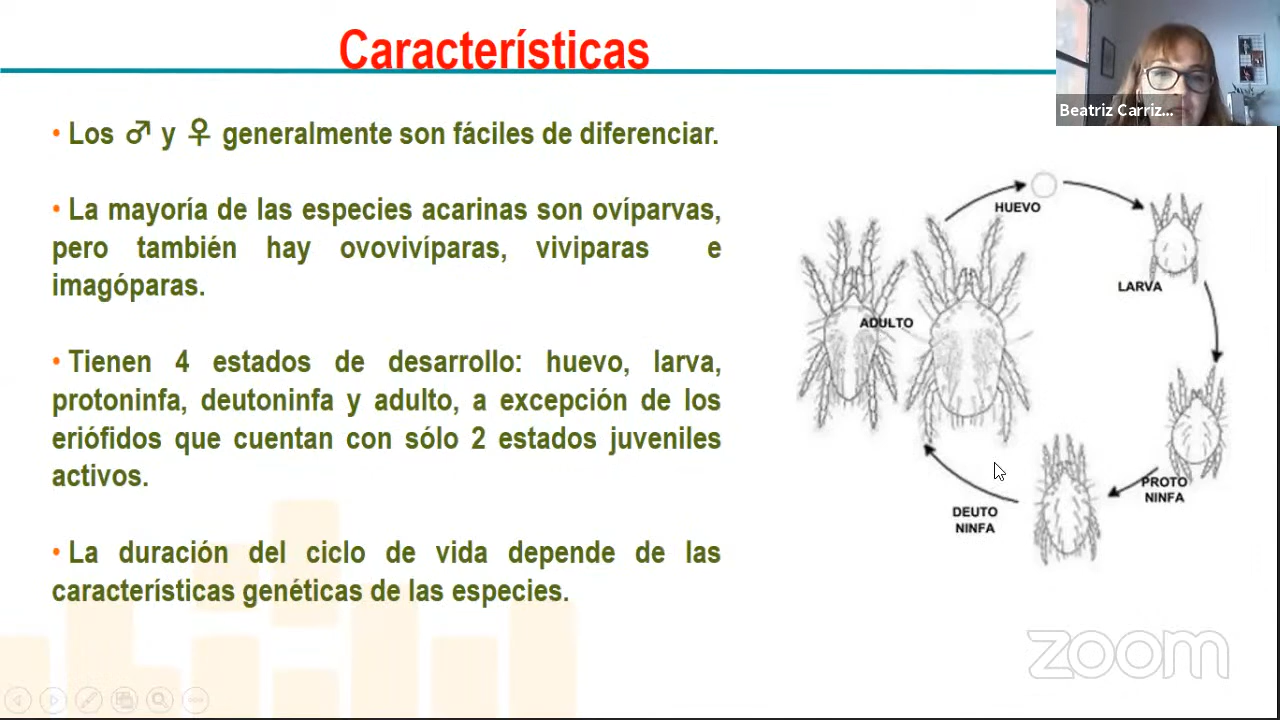 Características
Beatriz Carriz...
• Los ♂ y ♀ generalmente son fáciles de diferenciar.
• La mayoría de las especies acarinas son ovíparvas,
pero también hay ovovivíparas, viviparas e
imagóparas.
• Tienen 4 estados de desarrollo: huevo, larva,
protoninfa, deutoninfa y adulto, a excepción de los
eriófidos que cuentan con sólo 2 estados juveniles
activos.
• La duración del ciclo de vida depende de las
características genéticas de las especies.
HUEVO
LARVA
ADULTO
PROTO
NINFA
DEUTO
NINFA
zoom